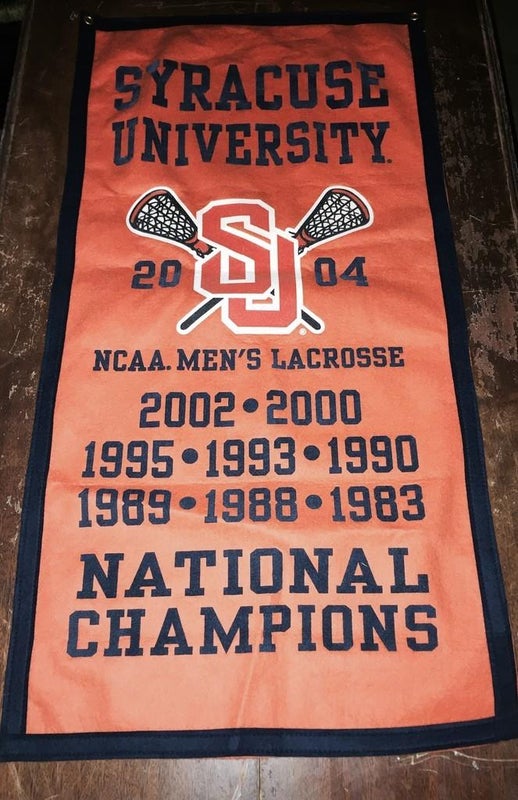 SYRACUSE
UNIVERSITY.
20 SU 04
NCAA. MEN'S LACROSSE
2002 • 2000
1995 • 1993 • 1990
1989 • 1988 • 1983
NATIONAL
CHAMPIONS